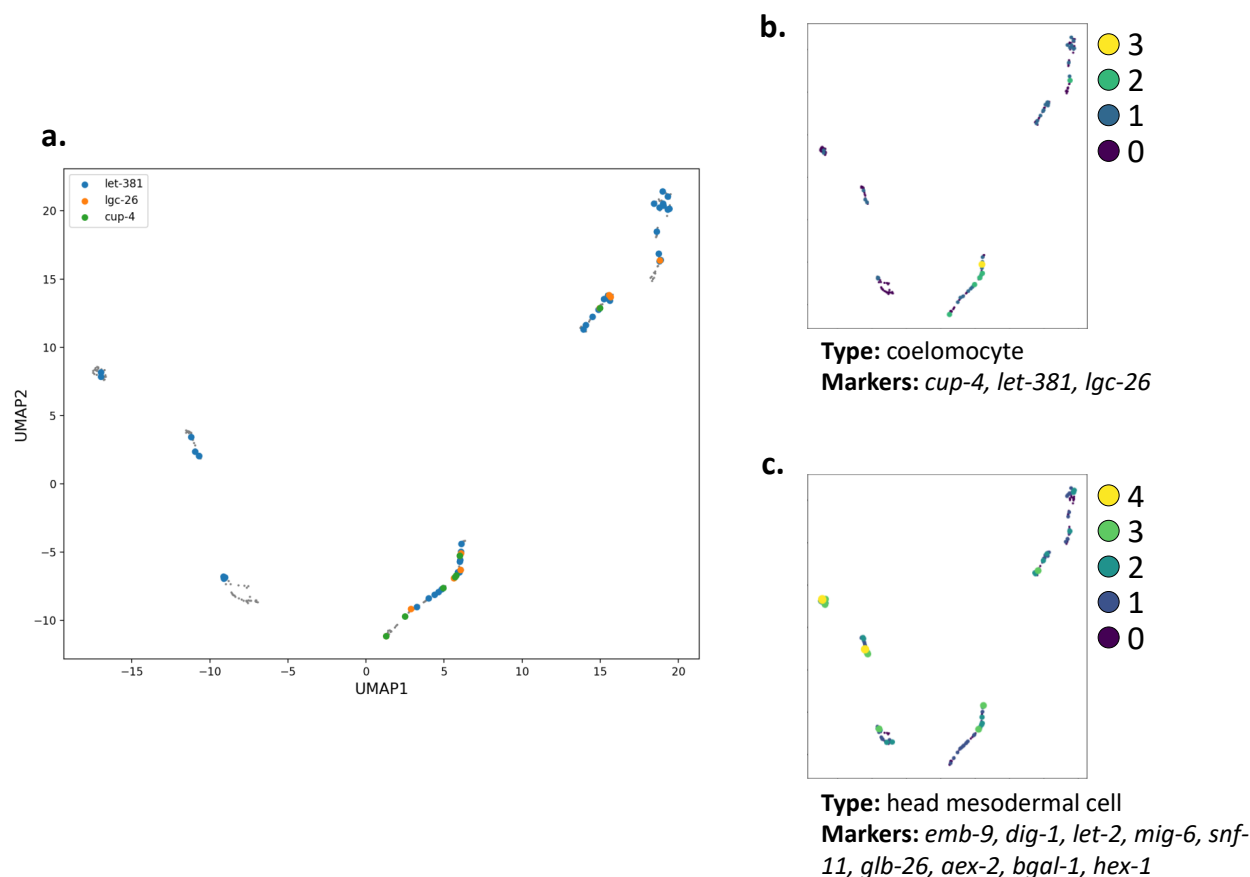 a.
let-381
lgc-26
cup-4
20
15
10
5
0
−5
−10
UMAP2
−15
−10
−5
0
5
10
15
20
UMAP1
b.
3
2
1
0
Type: coelomocyte
Markers: cup-4, let-381, lgc-26
c.
4
3
2
1
0
Type: head mesodermal cell
Markers: emb-9, dig-1, let-2, mig-6, snf-
11, glb-26, aex-2, bgal-1, hex-1